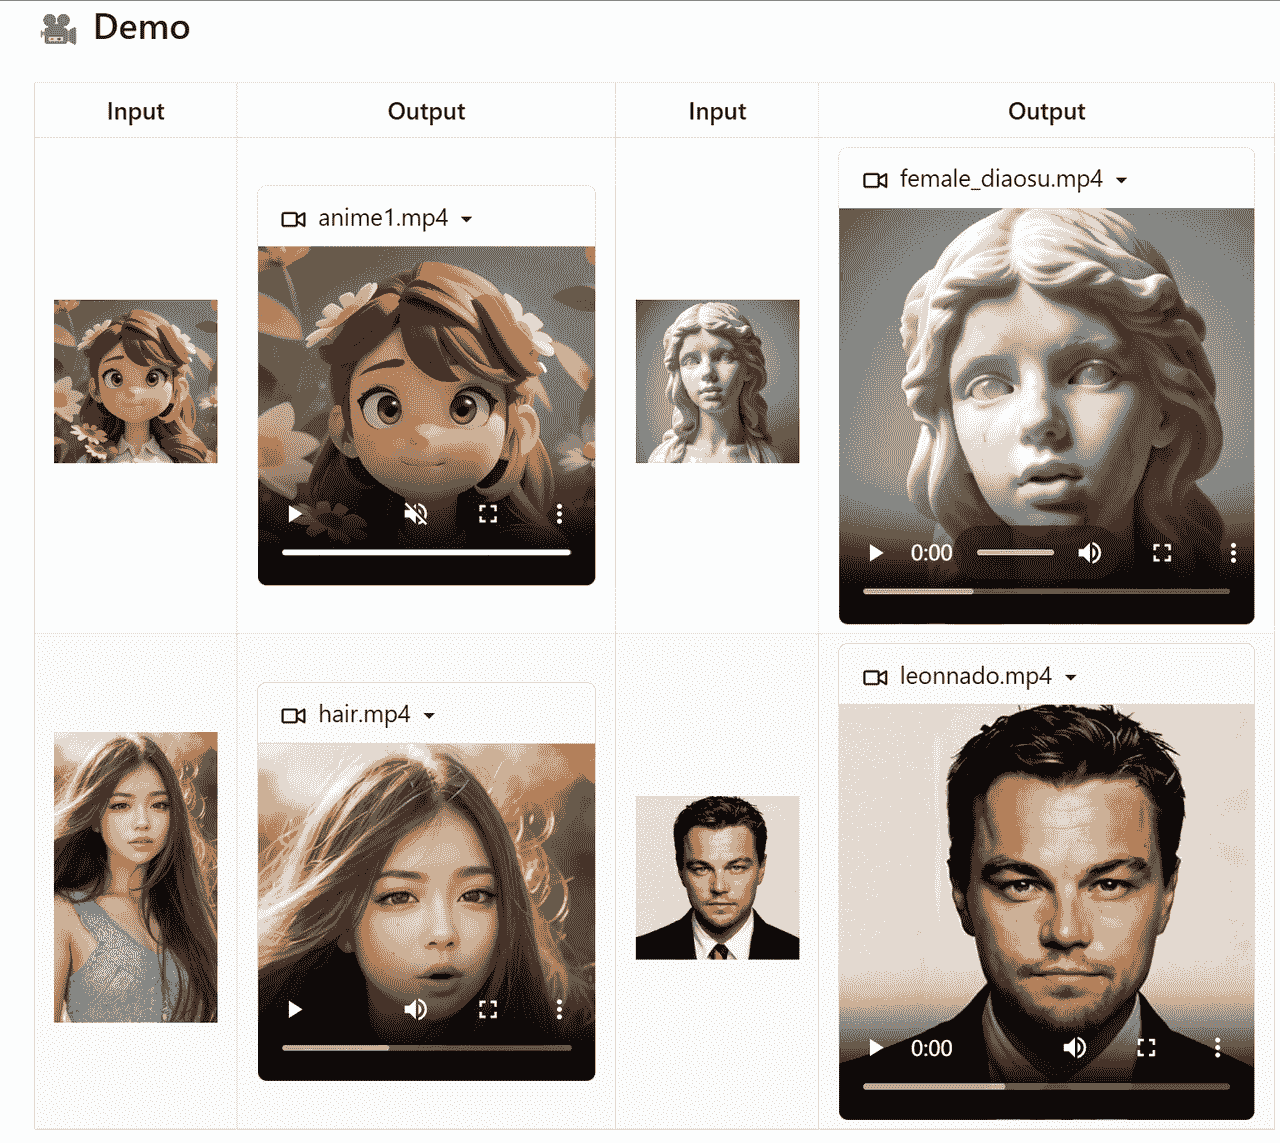 Demo
Input
Output
Input
Output
anime1.mp4
female_diaosu.mp4
0:00
hair.mp4
leonnado.mp4
0:00